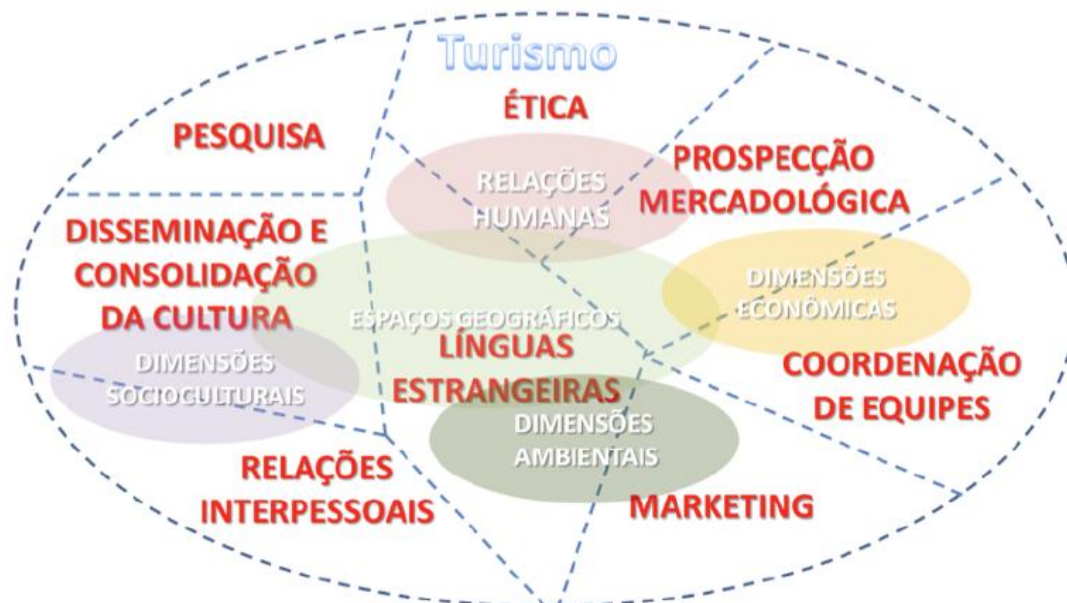 Turismo
ÉTICA
PESQUISA
RELAÇÕES
HUMANAS
PROSPECÇÃO
MERCADOLÓGICA
DISSEMINAÇÃO E
CONSOLIDAÇÃO
DA CULTURA
DIMENSÕES
ECONÔMICAS
ESPAÇOS GEOGRÁFICOS
LÍNGUAS
ESTRANGEIRAS
DIMENSÕES
SOCIOCULTURAIS
COORDENAÇÃO
DE EQUIPES
DIMENSÕES
AMBIENTAIS
RELAÇÕES
INTERPESSOAIS
MARKETING